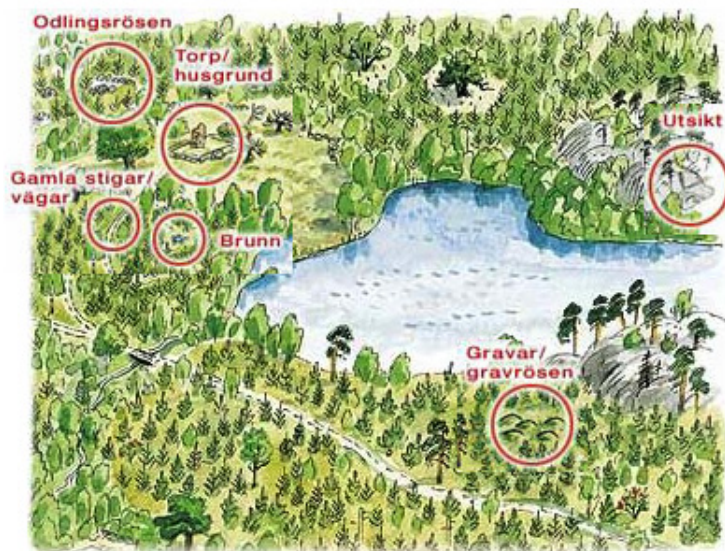 Odlingsrösen
Torp/
husgrund
Utsikt
Gamla stigar/
vägar
Brunn
Gravar/
gravrösen